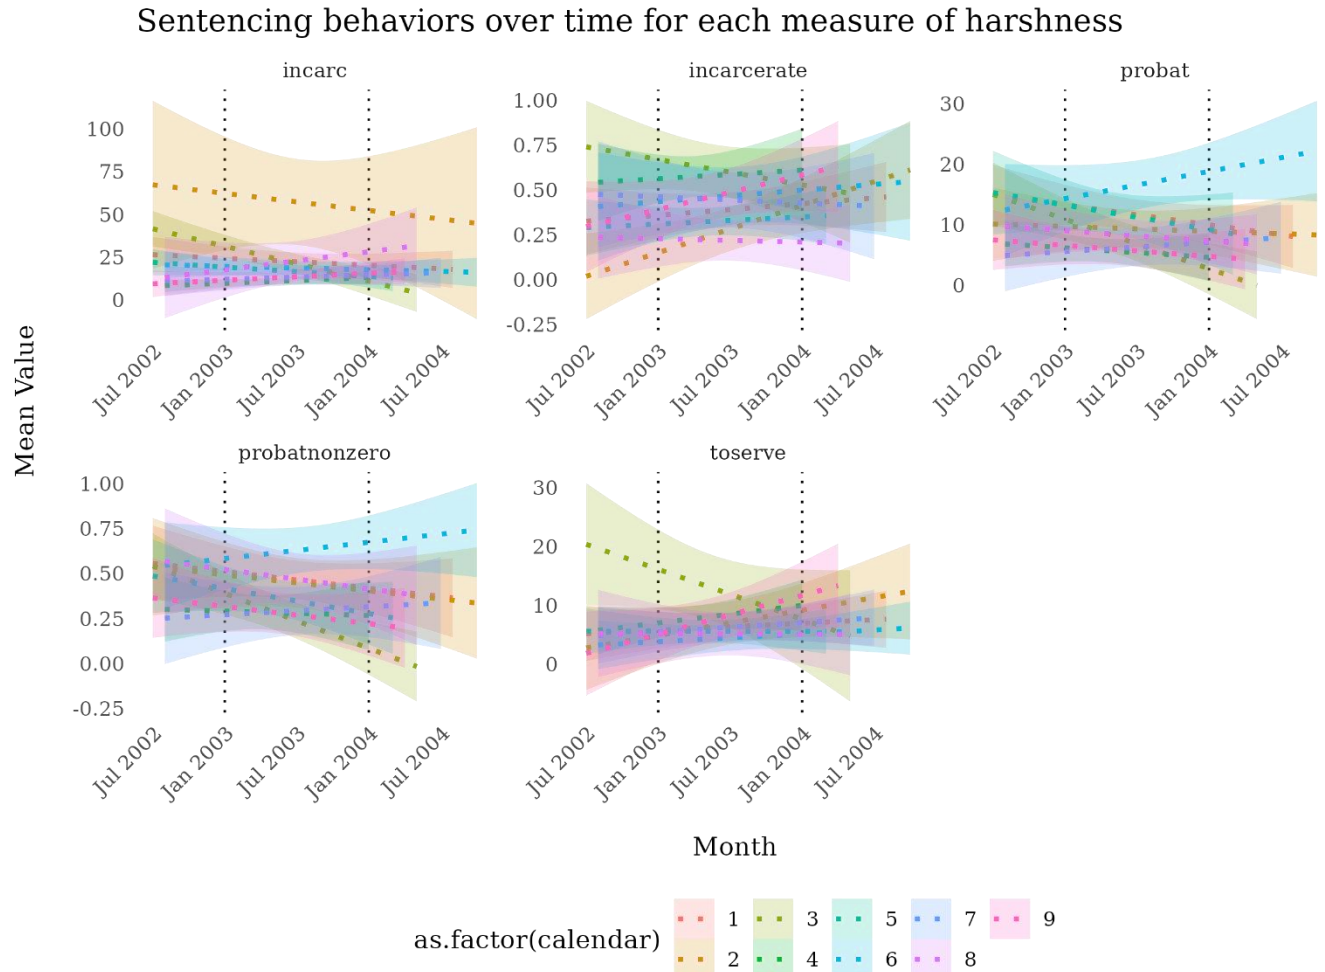 Sentencing behaviors over time for each measure of harshness
incarc
incarcerate
probat
100
75
50
25
0
1.00
0.75
0.50
0.25
0.00
-0.25
30
20
10
0
Jul 2002
Jan 2003
Jul 2003
Jan 2004
Jul 2004
Jul 2002
Jan 2003
Jul 2003
Jan 2004
Jul 2004
Jul 2002
Jan 2003
Jul 2003
Jan 2004
Jul 2004
Mean Value
probatnonzero
toserve
1.00
0.75
0.50
0.25
0.00
-0.25
30
20
10
0
Jul 2002
Jan 2003
Jul 2003
Jan 2004
Jul 2004
Jul 2002
Jan 2003
Jul 2003
Jan 2004
Jul 2004
Month
as.factor(calendar)
1 3 5 7 9
2 4 6 8